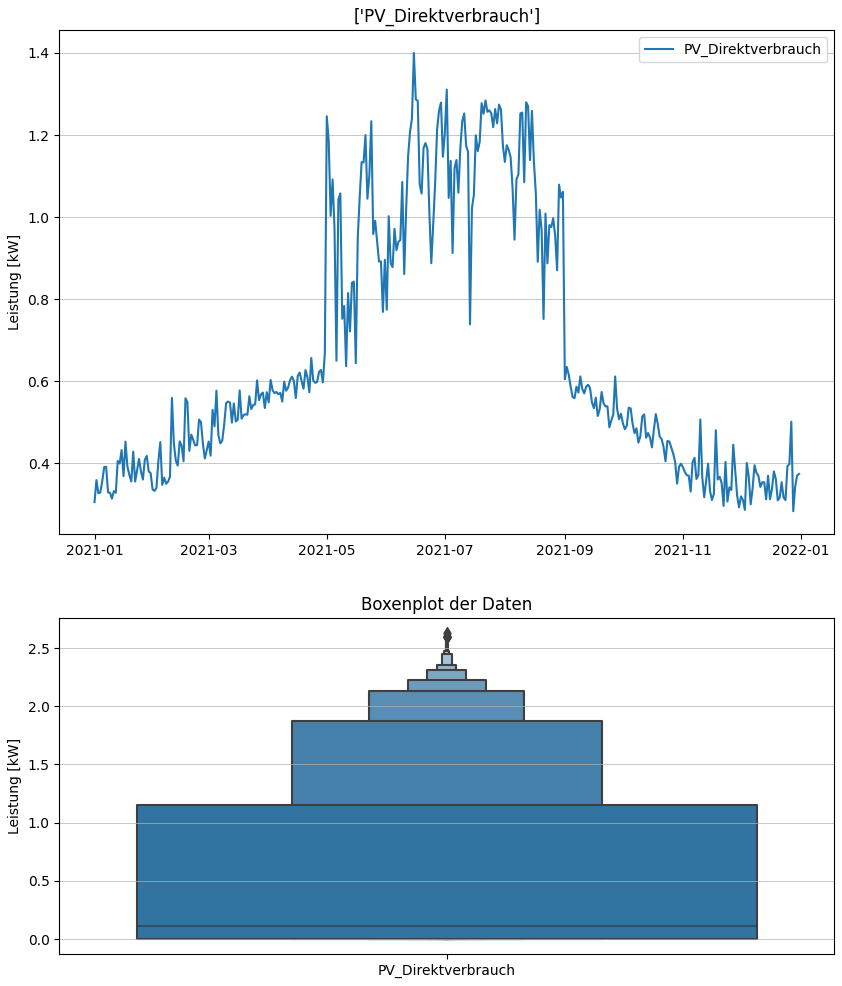 ['PV_Direktverbrauch']
PV_Direktverbrauch
Leistung [kW]
1.4
1.2
1.0
0.8
0.6
0.4
2021-01 2021-03 2021-05 2021-07 2021-09 2021-11 2022-01
Boxenplot der Daten
Leistung [kW]
2.5
2.0
1.5
1.0
0.5
0.0
PV_Direktverbrauch